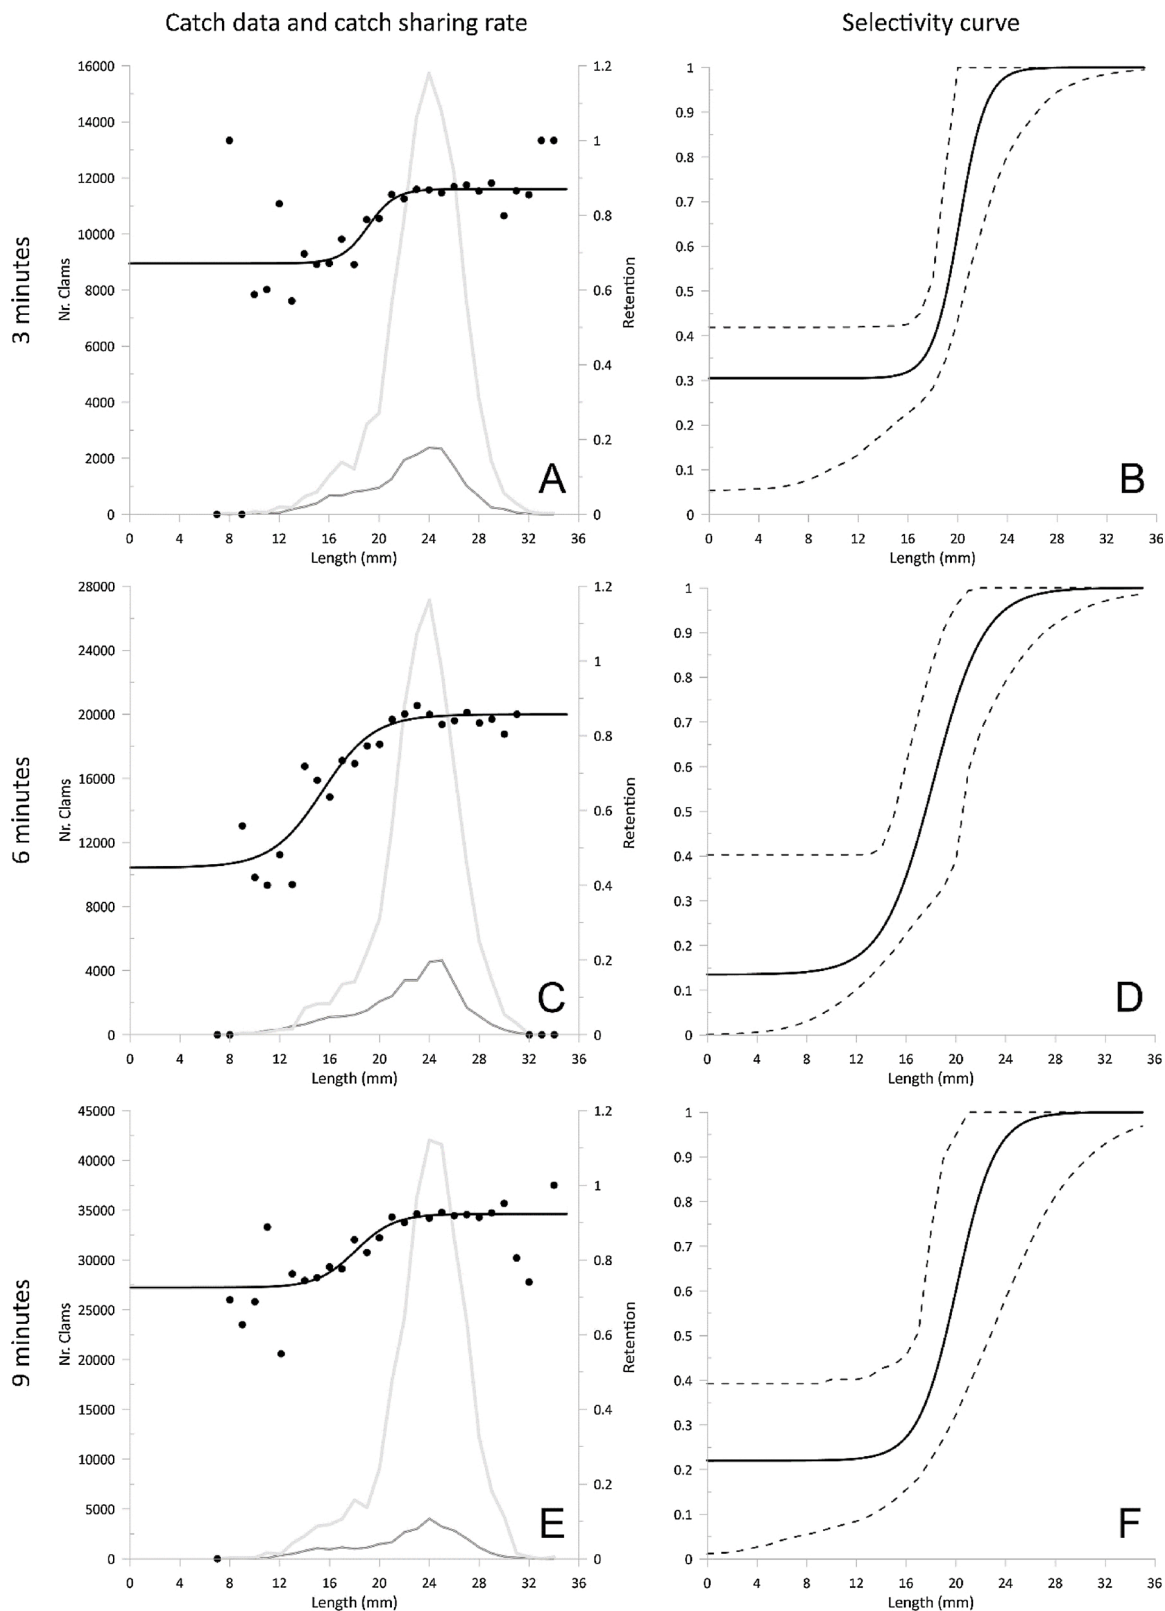 Catch data and catch sharing rate
Selectivity curve
3 minutes
Nr. Clams
16000
14000
12000
10000
8000
6000
4000
2000
0
1.2
1
0.8
0.6
0.4
0.2
0
Retention
0 4 8 12 16 20 24 28 32 36
Length (mm)
A
1
0.9
0.8
0.7
0.6
0.5
0.4
0.3
0.2
0.1
0
0 4 8 12 16 20 24 28 32 36
Length (mm)
B
6 minutes
Nr. Clams
28000
24000
20000
16000
12000
8000
4000
0
1.2
1
0.8
0.6
0.4
0.2
0
Retention
0 4 8 12 16 20 24 28 32 36
Length (mm)
C
1
0.9
0.8
0.7
0.6
0.5
0.4
0.3
0.2
0.1
0
0 4 8 12 16 20 24 28 32 36
Length (mm)
D
9 minutes
Nr. Clams
45000
40000
35000
30000
25000
20000
15000
10000
5000
0
1.2
1
0.8
0.6
0.4
0.2
0
Retention
0 4 8 12 16 20 24 28 32 36
Length (mm)
E
1
0.9
0.8
0.7
0.6
0.5
0.4
0.3
0.2
0.1
0
0 4 8 12 16 20 24 28 32 36
Length (mm)
F